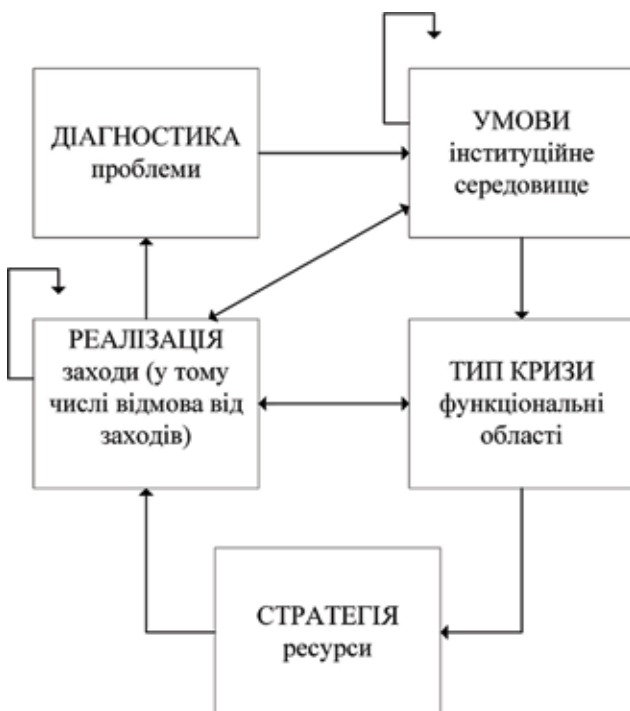 ДІАГНОСТИКА
проблеми
УМОВИ
інституційне
середовище
РЕАЛІЗАЦІЯ
заходи (у тому
числі відмова від
заходів)
ТИП КРИЗИ
функціональні
області
СТРАТЕГІЯ
ресурси